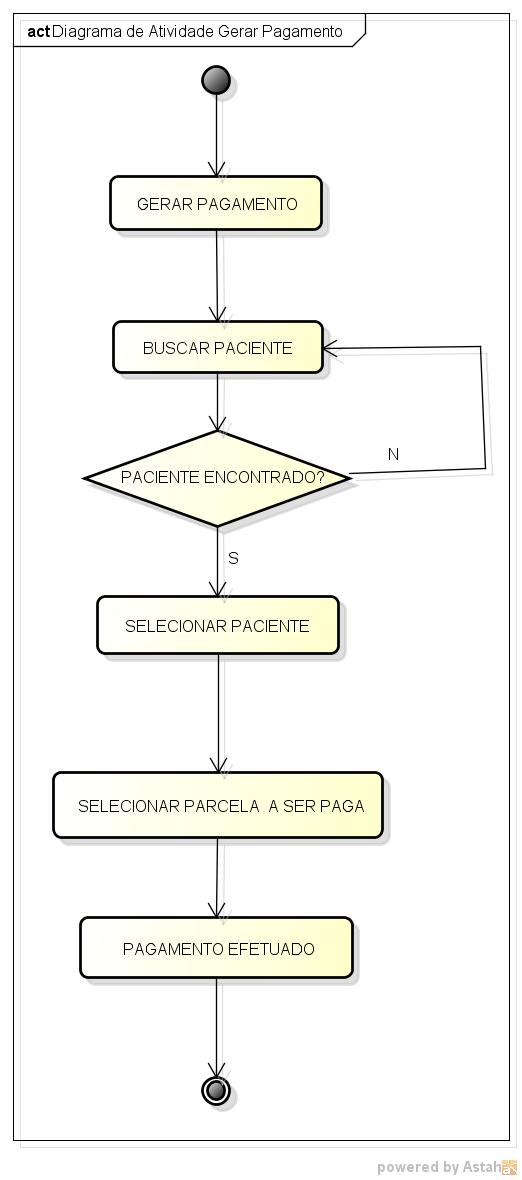 act Diagrama de Atividade Gerar Pagamento
GERAR PAGAMENTO
BUSCAR PACIENTE
N
PACIENTE ENCONTRADO?
S
SELECIONAR PACIENTE
SELECIONAR PARCELA A SER PAGA
PAGAMENTO EFETUADO
powered by Astah